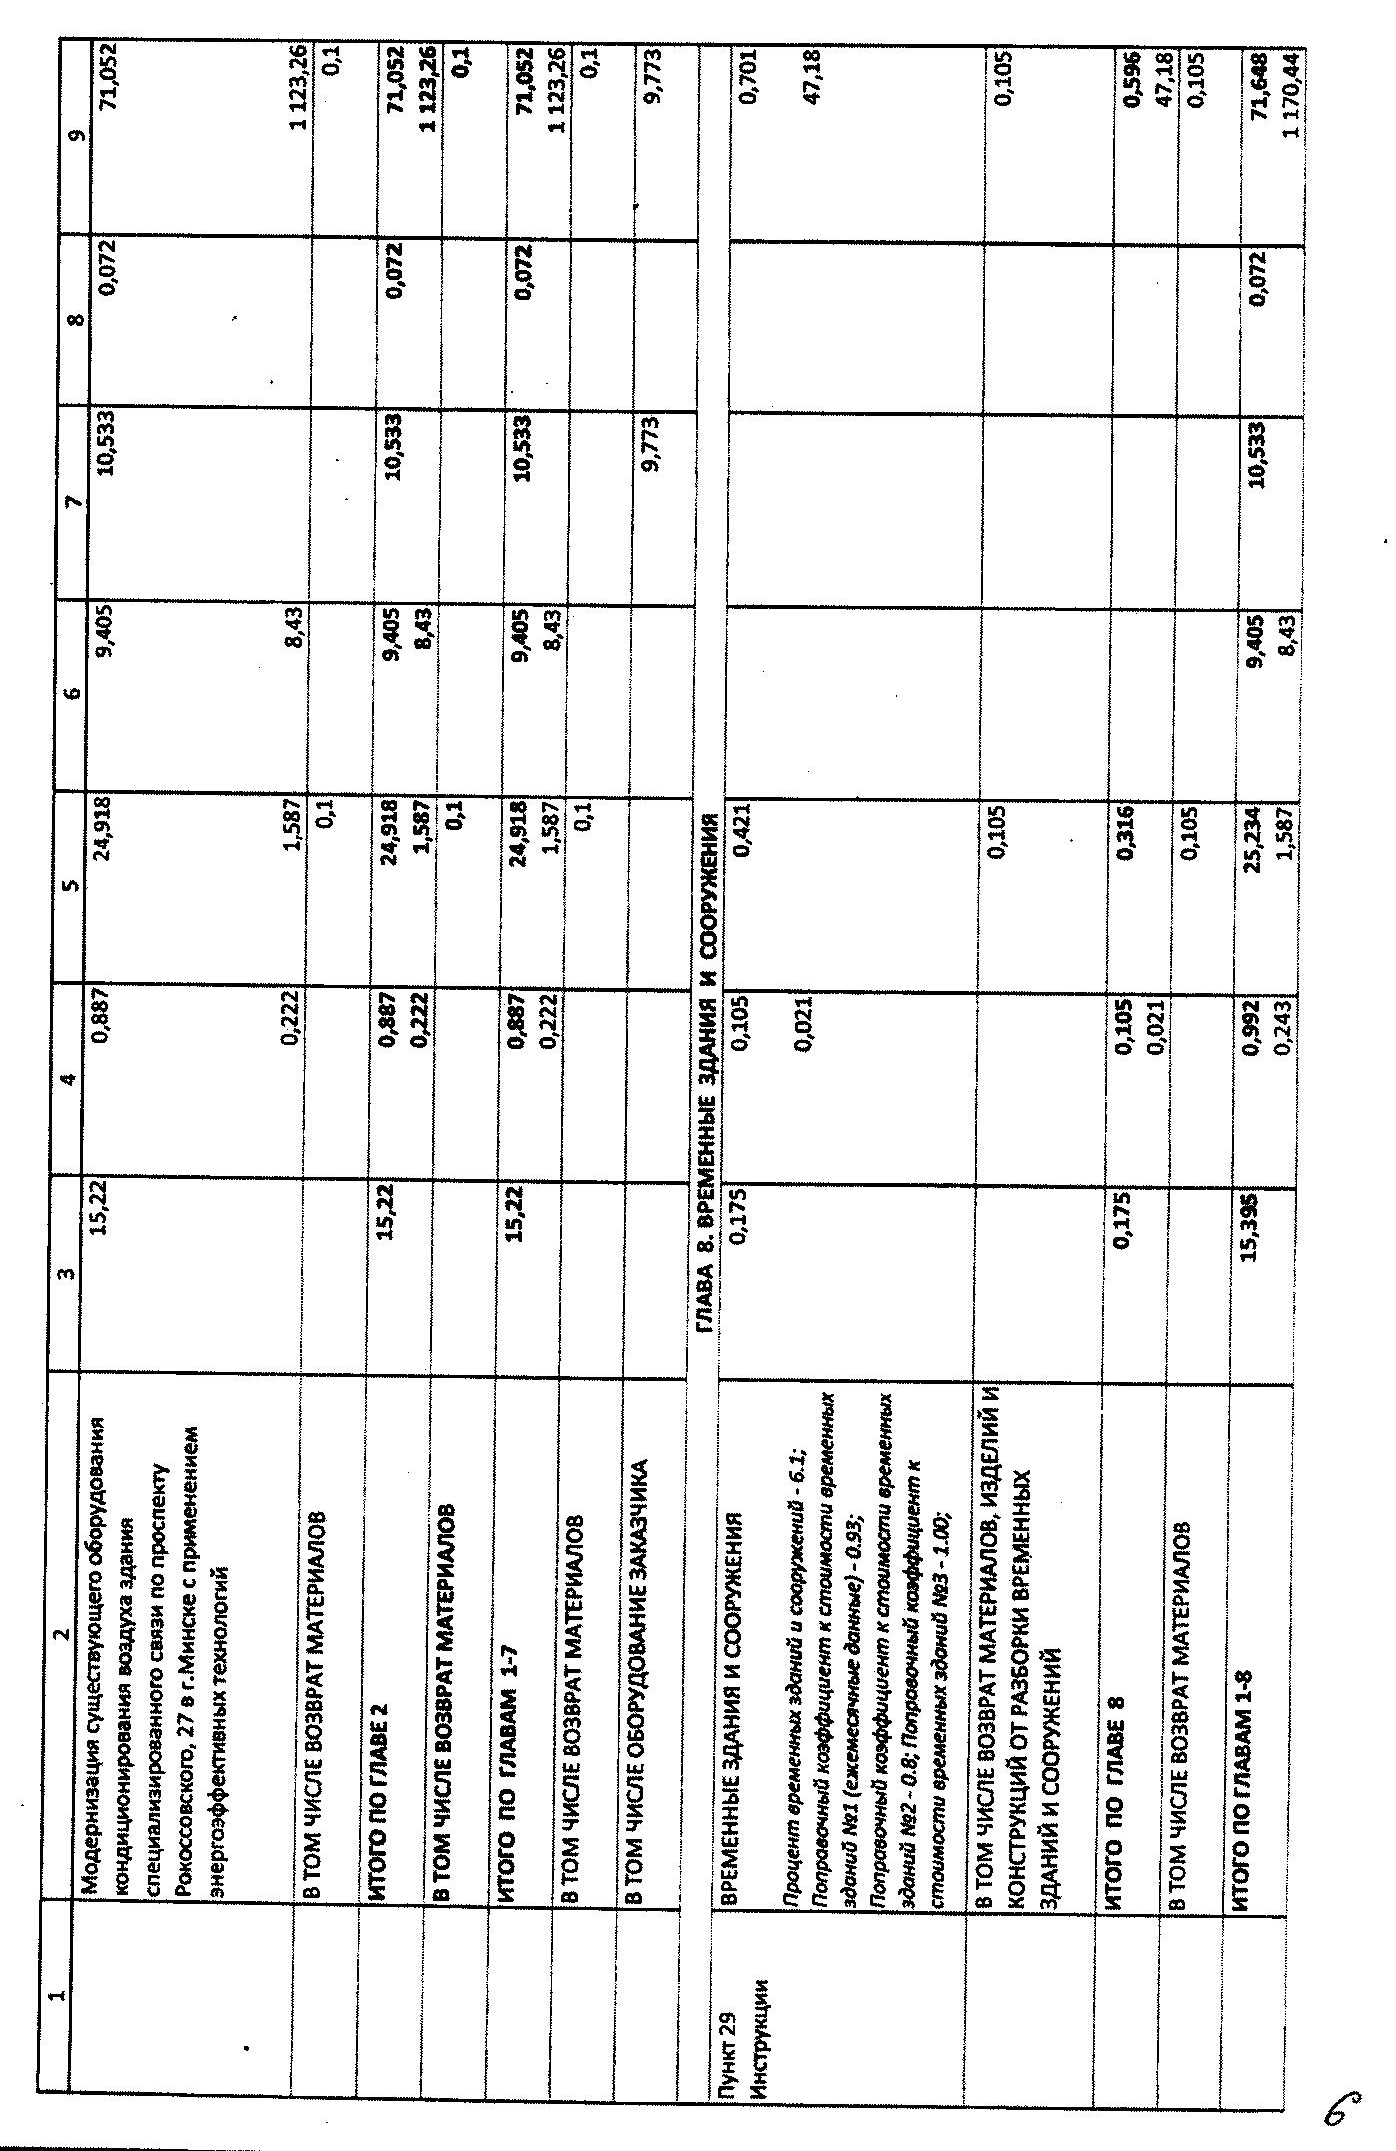 1 2 3 4 5 6 7 8 9
Модернизация существующего оборудования 15,22 0,887 24,918 9,405 10,533 0,072 71,052
кондиционирования воздуха здания
специализированного связи по проспекту
Рокоссовского, 27 в г.Минске с применением
энергоэффективных технологий
0,222 1,587 8,43 1 123,26
В ТОМ ЧИСЛЕ ВОЗВРАТ МАТЕРИАЛОВ 0,1 0,1
ИТОГО ПО ГЛАВЕ 2 15,22 0,887 24,918 9,405 10,533 0,072 71,052
0,222 1,587 8,43 1 123,26
В ТОМ ЧИСЛЕ ВОЗВРАТ МАТЕРИАЛОВ 0,1 0,1
ИТОГО ПО ГЛАВАМ 1-7 15,22 0,887 24,918 9,405 10,533 0,072 71,052
0,222 1,587 8,43 1 123,26
В ТОМ ЧИСЛЕ ВОЗВРАТ МАТЕРИАЛОВ 0,1 0,1
В ТОМ ЧИСЛЕ ОБОРУДОВАНИЕ ЗАКАЗЧИКА 9,773 9,773
ГЛАВА 8. ВРЕМЕННЫЕ ЗДАНИЯ И СООРУЖЕНИЯ
Пункт 29 ВРЕМЕННЫЕ ЗДАНИЯ И СООРУЖЕНИЯ 0,175 0,105 0,421 0,701
Инструкции
Процент временных зданий и сооружений - 6.1; 0,021 47,18
Поправочный коэффициент к стоимости временных
зданий №1 (ежемесячные данные) - 0.93;
Поправочный коэффициент к стоимости временных
зданий №2 - 0.8; Поправочный коэффициент к
стоимости временных зданий №3 - 1.00;
В ТОМ ЧИСЛЕ ВОЗВРАТ МАТЕРИАЛОВ, ИЗДЕЛИЙ И 0,105 0,105
КОНСТРУКЦИЙ ОТ РАЗБОРКИ ВРЕМЕННЫХ
ЗДАНИЙ И СООРУЖЕНИЙ
ИТОГО ПО ГЛАВЕ 8 0,175 0,105 0,316 0,596
0,021 47,18
В ТОМ ЧИСЛЕ ВОЗВРАТ МАТЕРИАЛОВ 0,105 0,105
ИТОГО ПО ГЛАВАМ 1-8 15,395 0,992 25,234 9,405 10,533 0,072 71,648
0,243 1,587 8,43 1 170,44
6